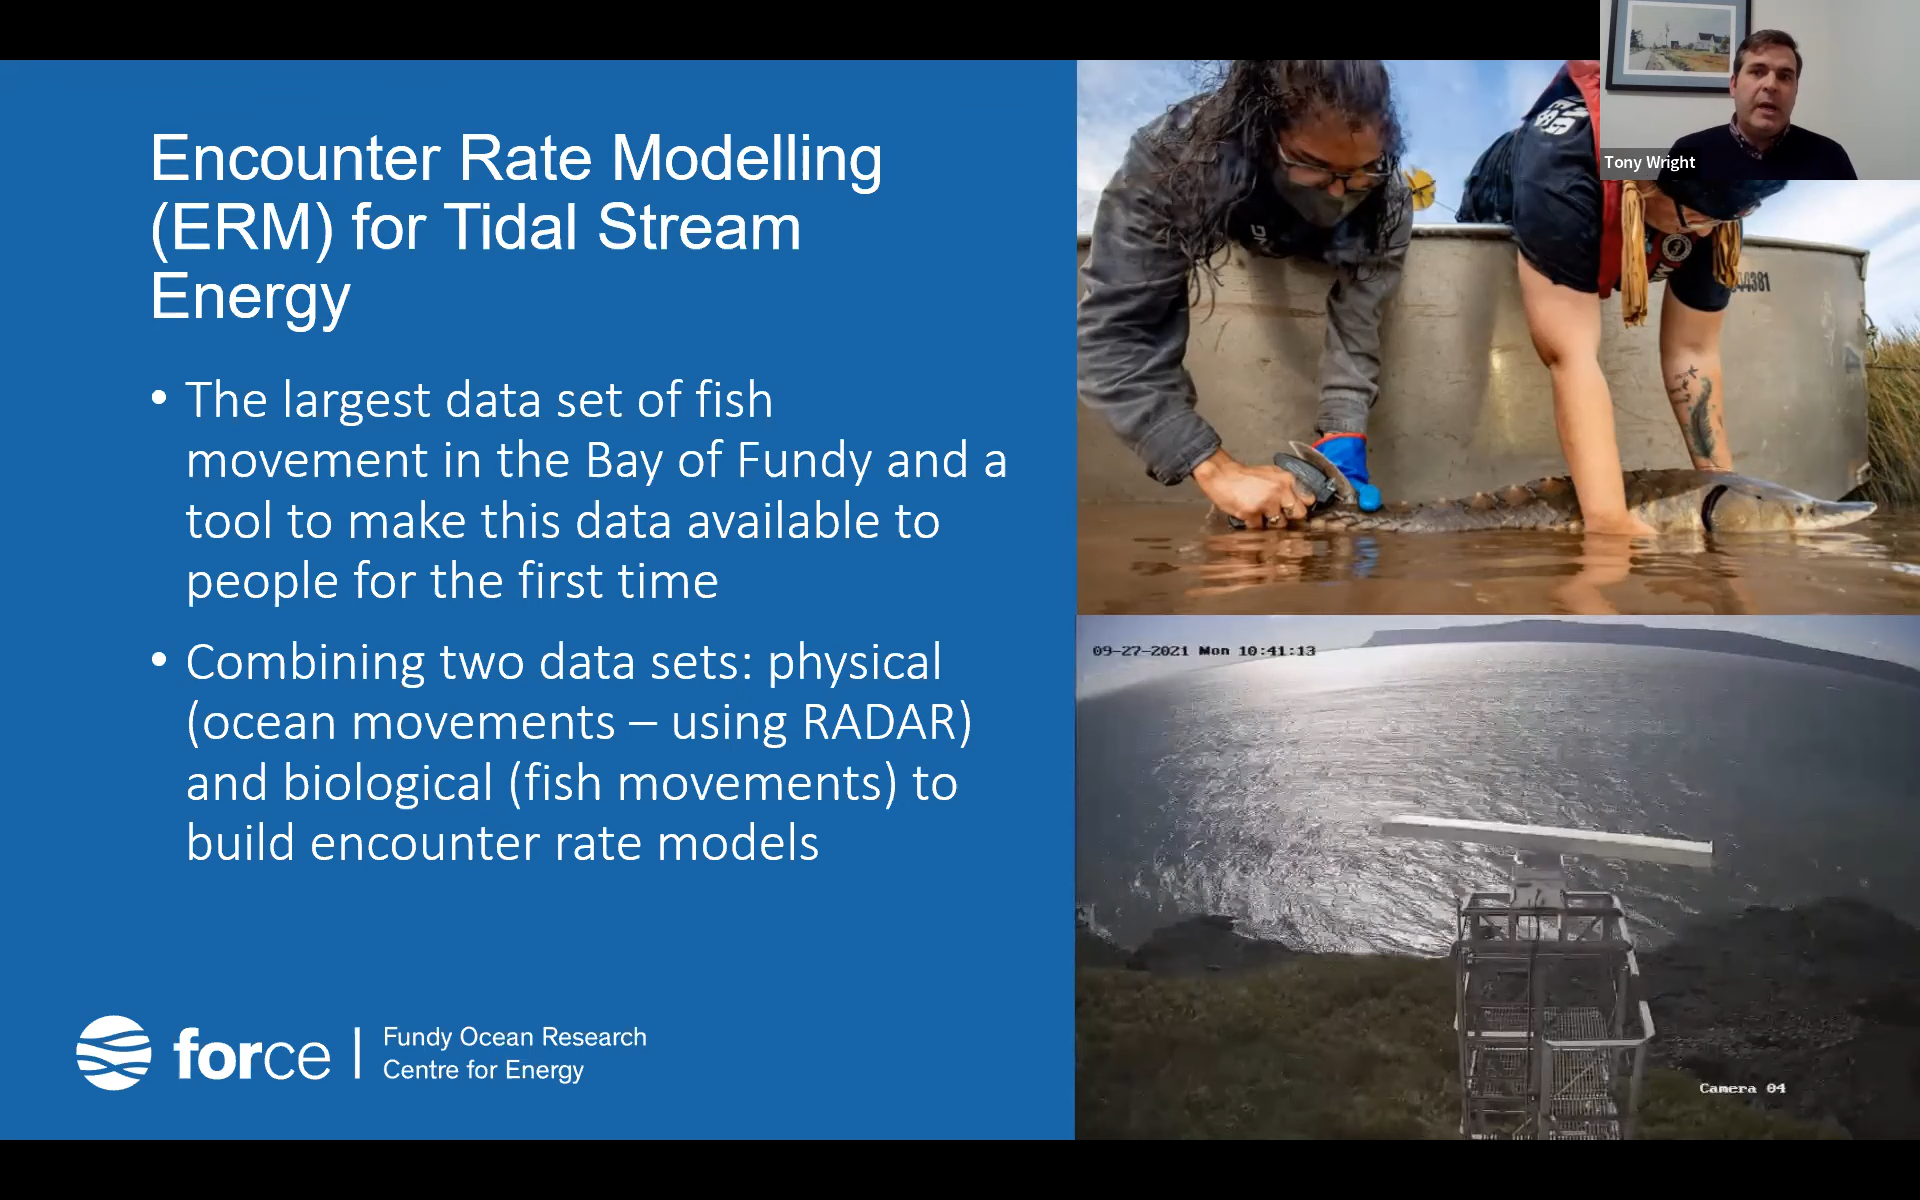 Encounter Rate Modelling
(ERM) for Tidal Stream
Energy
• The largest data set of fish
movement in the Bay of Fundy and a
tool to make this data available to
people for the first time
• Combining two data sets: physical
(ocean movements – using RADAR)
and biological (fish movements) to
build encounter rate models
force
Fundy Ocean Research
Centre for Energy
Tony Wright
09-27-2021 Mon 10:41:13
Camera 04